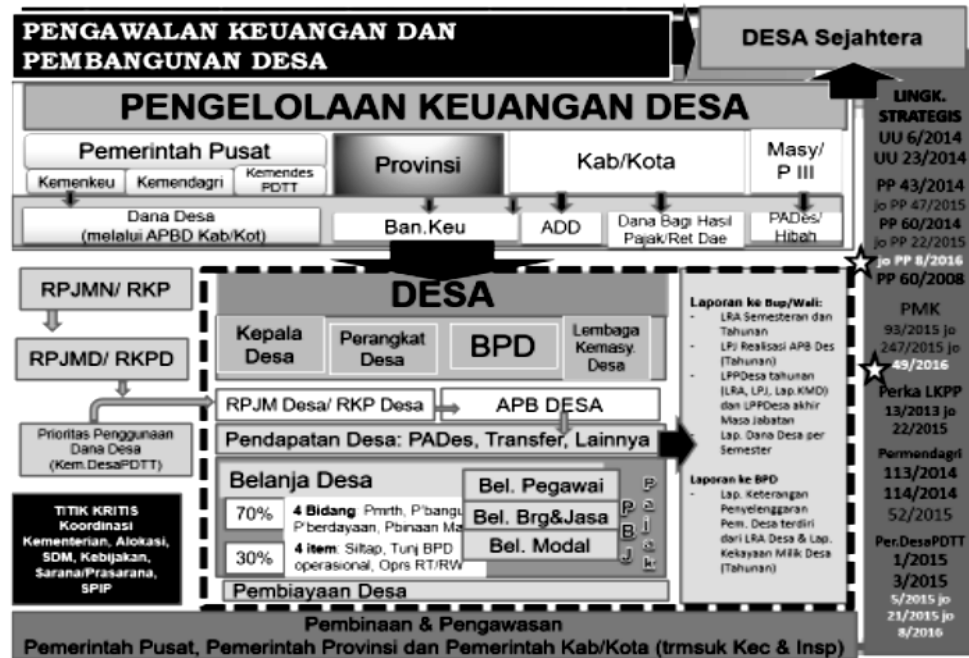 PENGAWALAN KEUANGAN DAN
PEMBANGUNAN DESA
DESA Sejahtera
PENGELOLAAN KEUANGAN DESA
Pemerintah Pusat
Kemenkeu
Kemendagri
Kemendes
PDTT
Provinsi
Kab/Kota
Masy/
P III
Dana Desa
(melalui APBD Kab/Kot)
Ban.Keu
ADD
Dana Bagi Hasil
Pajak/Ret Dae
PADes/
Hibah
RPJMN/ RKP
RPJMD/ RKPD
Prioritas Penggunaan
Dana Desa
(Kem.DesaPDTT)
TITIK KRITIS
Koordinasi
Kementerian, Alokasi,
SDM, Kebijakan,
Sarana/Prasarana,
SPIP
DESA
Kepala
Desa
Perangkat
Desa
BPD
Lembaga
Kemasy.
Desa
RPJM Desa/ RKP Desa
APB DESA
Pendapatan Desa: PADes, Transfer, Lainnya
Belanja Desa
70%
4 Bidang: Pmrth, P'bangu
P'berdayaan, Pbinaan Ma
30%
4 item: Siltap, Tunj BPD
operasional, Oprs RT/RW
Bel. Pegawai
Bel. Brg&Jasa
Bel. Modal
PBJ
Pajak
Pembiayaan Desa
Laporan ke Bup/Wali:
- LRA Semesteran dan
Tahunan
- LPJ Realisasi APB Des
(Tahunan)
- LPPDesa tahunan
(LRA, LPJ, Lap.KMD)
dan LPPDesa akhir
Masa Jabatan
Lap. Dana Desa per
Semester
Laporan ke BPD
- Lap. Keterangan
Penyelenggaran
Pem. Desa terdiri
dari LRA Desa & Lap.
Kekayaan Milik Desa
(Tahunan)
LINGK.
STRATEGIS
UU 6/2014
UU 23/2014
PP 43/2014
jo PP 47/2015
PP 60/2014
jo PP 22/2015
jo PP 8/2016
PP 60/2008
PMK
93/2015 jo
247/2015 jo
49/2016
Perka LKPP
13/2013 jo
22/2015
Permendagri
113/2014
114/2014
52/2015
Per.DesaPDTT
1/2015
3/2015
5/2015 jo
21/2015 jo
8/2016
Pembinaan & Pengawasan
Pemerintah Pusat, Pemerintah Provinsi dan Pemerintah Kab/Kota (trmsuk Kec & Insp)